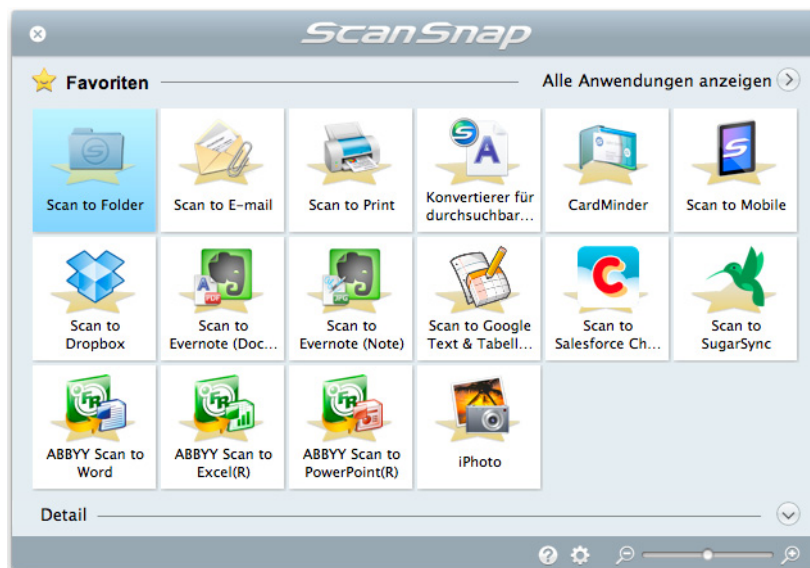 ScanSnap
Favoriten
Alle Anwendungen anzeigen
Scan to Folder
Scan to E-mail
Scan to Print
Konvertierer für
durchsuchbar...
CardMinder
Scan to Mobile
Scan to
Dropbox
Scan to
Evernote (Doc...
Scan to
Evernote (Note)
Scan to Google
Text & Tabell...
Scan to
Salesforce Ch...
Scan to
SugarSync
ABBYY Scan to
Word
ABBYY Scan to
Excel(R)
ABBYY Scan to
PowerPoint(R)
iPhoto
Detail